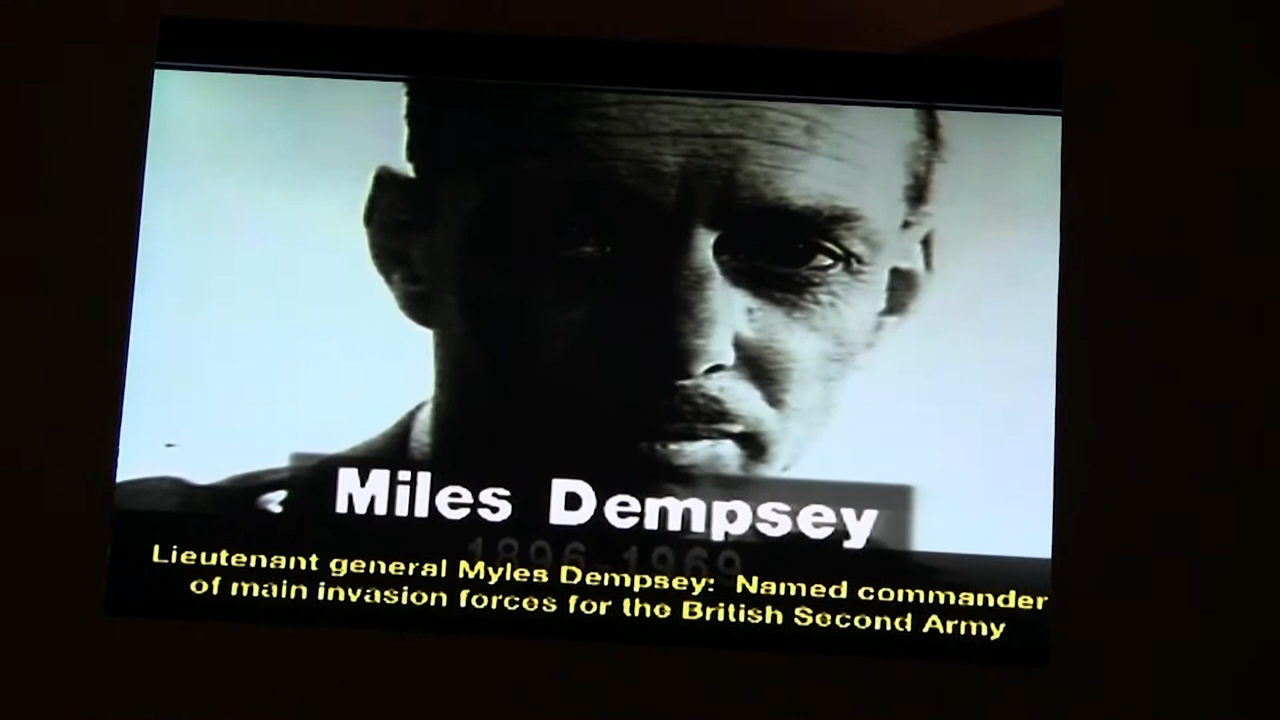 Miles Dempsey
1896-1969
Lieutenant general Myles Dempsey: Named commander
of main invasion forces for the British Second Army